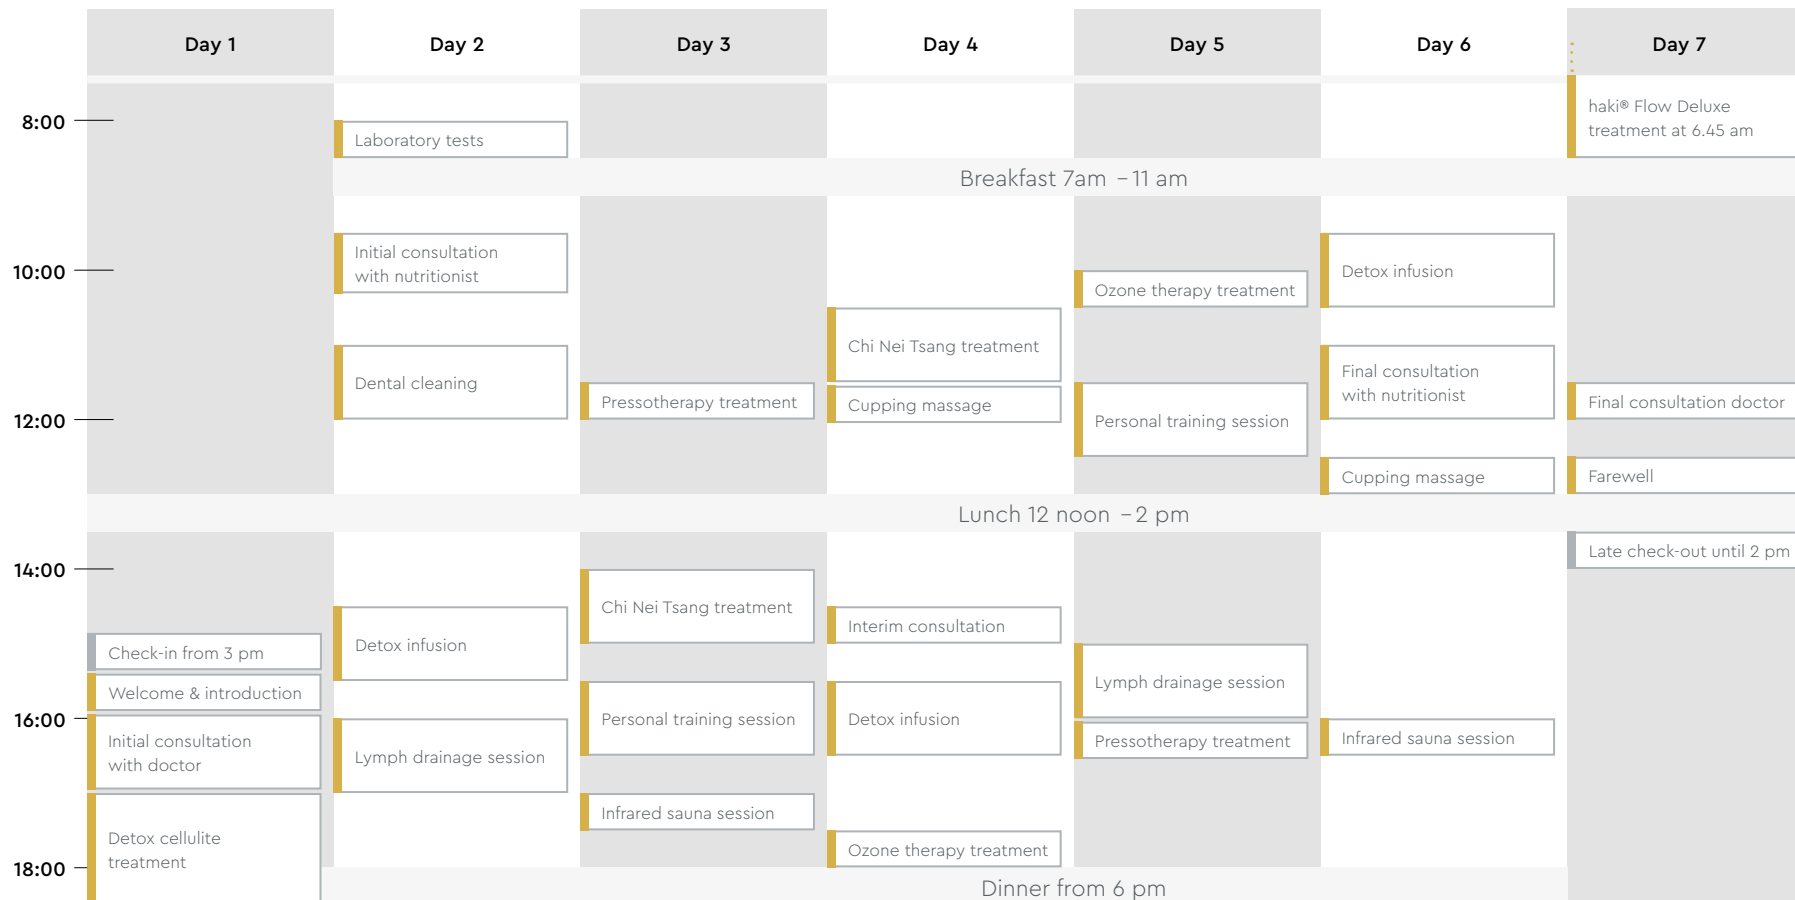 Day 1
Day 2
Day 3
Day 4
Day 5
Day 6
Day 7
8:00
Laboratory tests
haki® Flow Deluxe
treatment at 6.45 am
Breakfast 7am – 11 am
Initial consultation
with nutritionist
Detox infusion
10:00
Ozone therapy treatment
Chi Nei Tsang treatment
Dental cleaning
Final consultation
with nutritionist
Pressotherapy treatment
Cupping massage
Personal training session
Final consultation doctor
12:00
Cupping massage
Farewell
Lunch 12 noon – 2 pm
Late check-out until 2 pm
14:00
Chi Nei Tsang treatment
Interim consultation
Detox infusion
Check-in from 3 pm
Lymph drainage session
Welcome & introduction
16:00
Personal training session
Detox infusion
Initial consultation
with doctor
Lymph drainage session
Pressotherapy treatment
Infrared sauna session
Infrared sauna session
Detox cellulite
treatment
Ozone therapy treatment
18:00
Dinner from 6 pm